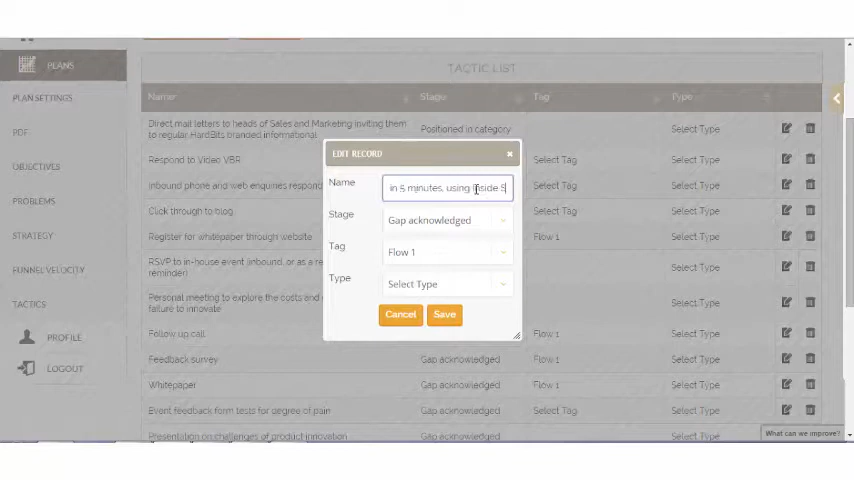 PLANS
PLAN SETTINGS
PDF
OBJECTIVES
PROBLEMS
STRATEGY
FUNNEL VELOCITY
TACTICS
PROFILE
LOGOUT
TACTIC LIST
Name Stage Tag Type
Direct mail letters to heads of Sales and Marketing inviting them
to regular HardBits branded informational
Positioned in category Select Type
Respond to Video VBR Select Tag Select Type
Inbound phone and web enquires respond Select Tag Select Type
Click through to blog Select Tag Select Type
Register for whitepaper through website Flow 1 Select Type
RSVP to in-house event (inbound, or as a re
reminder)
Select Type
Personal meeting to explore the costs and
failure to innovate
Select Type
Follow up call Flow 1 Select Type
Feedback survey Gap acknowledged Flow 1 Select Type
Whitepaper Gap acknowledged Flow 1 Select Type
Event feedback form tests for degree of pain Gap acknowledged Select Tag Select Type
Presentation on challenges of product innovation Gap acknowledged Select Type
EDIT RECORD ×
Name in 5 minutes, using Inside S
Stage Gap acknowledged
Tag Flow 1
Type Select Type
Cancel Save
What can we improve?